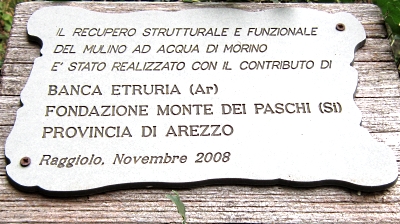 IL RECUPERO STRUTTURALE E FUNZIONALE
DEL MULINO AD ACQUA DI MORINO
E' STATO REALIZZATO CON IL CONTRIBUTO DI
BANCA ETRURIA (Ar)
FONDAZIONE MONTE DEI PASCHI (Si)
PROVINCIA DI AREZZO
Raggiolo, Novembre 2008